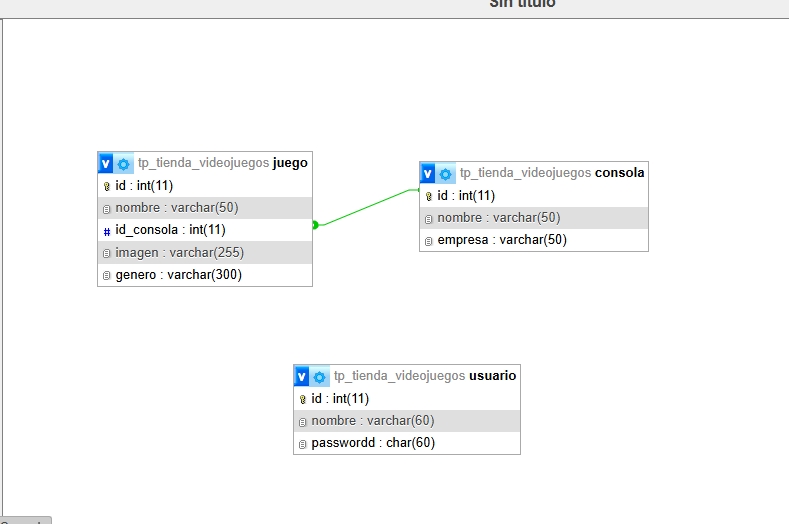 Sin título
tp_tienda_videojuegos juego
id : int(11)
nombre : varchar(50)
# id_consola : int(11)
imagen : varchar(255)
genero : varchar(300)
tp_tienda_videojuegos consola
id : int(11)
nombre : varchar(50)
empresa : varchar(50)
tp_tienda_videojuegos usuario
id : int(11)
nombre : varchar(60)
passwordd : char(60)